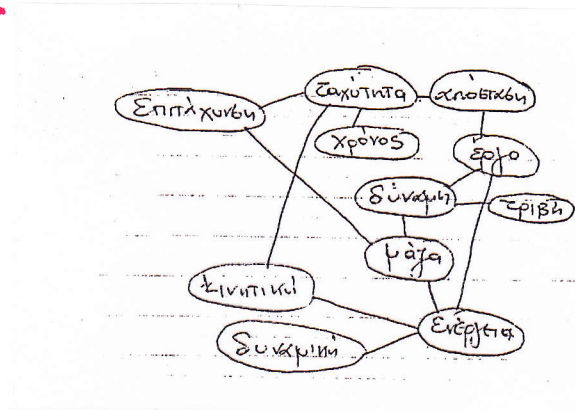 ταχύτητα
απόσταση
Επιτάχυνση
χρόνος
έργο
δύναμη
τριβή
μάζα
κινητική
Ενέργεια
δυναμική